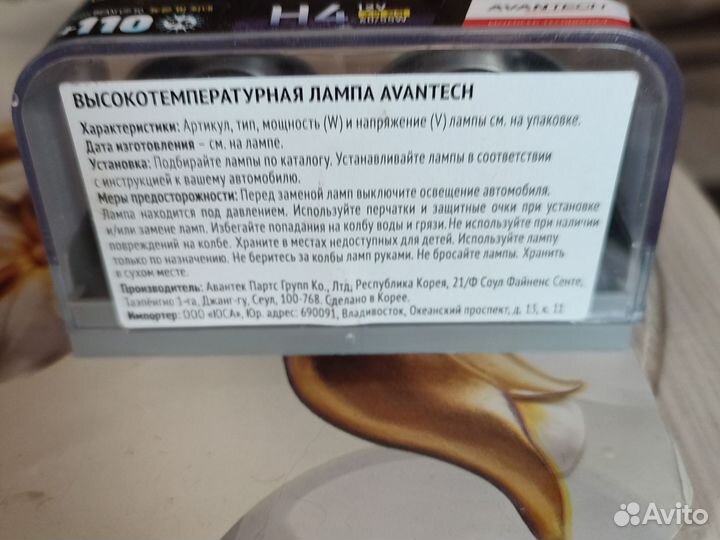 +110
H4
12V
AVANTECH
ВЫСОКОТЕМПЕРАТУРНАЯ ЛАМПА AVANTECH
Характеристики: Артикул, тип, мощность (W) и напряжение (V) лампы см. на упаковке.
Дата изготовления – см. на лампе.
Установка: Подбирайте лампы по каталогу. Устанавливайте лампы в соответствии
с инструкцией к вашему автомобилю.
Меры предосторожности: Перед заменой ламп выключите освещение автомобиля.
Лампа находится под давлением. Используйте перчатки и защитные очки при установке
и/или замене ламп. Избегайте попадания на колбу воды и грязи. Не используйте при наличии
повреждений на колбе. Храните в местах недоступных для детей. Используйте лампу
только по назначению. Не беритесь за колбы ламп руками. Не бросайте лампы. Хранить
в сухом месте.
Производитель: Авантек Партс Групп Ко., Лтд, Республика Корея, 21/Ф Соул Файненс Сенте,
Таэпёнгно 1-га, Джанг-гу, Сеул, 100-768. Сделано в Корее.
Импортер: ООО «ЮСА», Юр. адрес: 690091, Владивосток, Океанский проспект, д. 15, к. 11
Avito